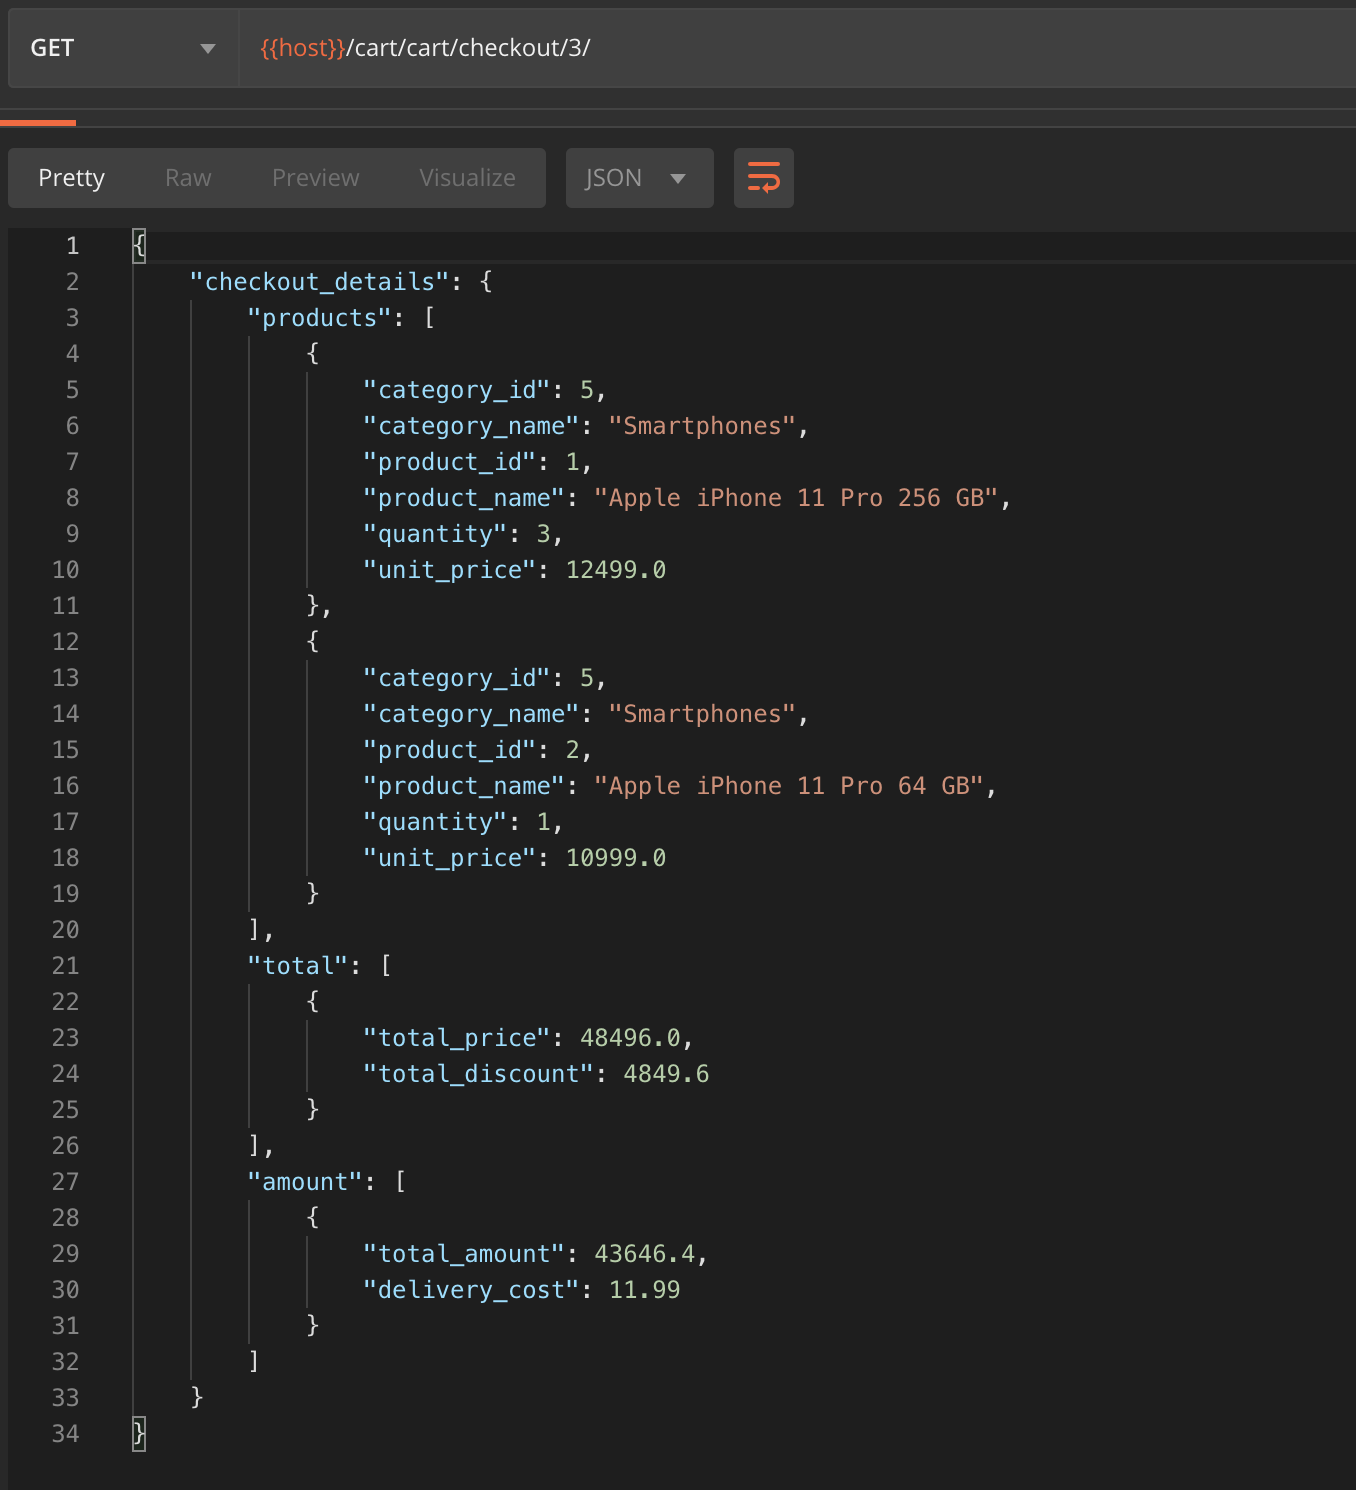 GET {{host}}/cart/cart/checkout/3/
Pretty Raw Preview Visualize JSON
1 {
2 "checkout_details": {
3 "products": [
4 {
5 "category_id": 5,
6 "category_name": "Smartphones",
7 "product_id": 1,
8 "product_name": "Apple iPhone 11 Pro 256 GB",
9 "quantity": 3,
10 "unit_price": 12499.0
11 },
12 {
13 "category_id": 5,
14 "category_name": "Smartphones",
15 "product_id": 2,
16 "product_name": "Apple iPhone 11 Pro 64 GB",
17 "quantity": 1,
18 "unit_price": 10999.0
19 }
20 ],
21 "total": [
22 {
23 "total_price": 48496.0,
24 "total_discount": 4849.6
25 }
26 ],
27 "amount": [
28 {
29 "total_amount": 43646.4,
30 "delivery_cost": 11.99
31 }
32 ]
33 }
34 }